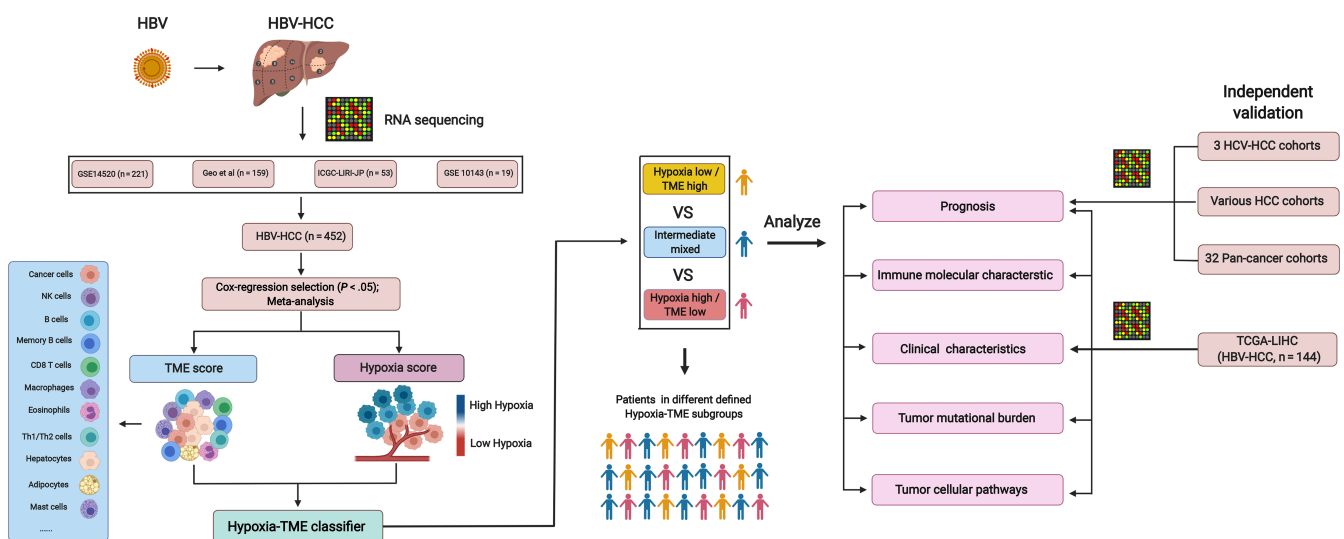 HBV
HBV-HCC
RNA sequencing
GSE14520 (n = 221)
Geo et al (n = 159)
ICGC-LIRI-JP (n = 53)
GSE 10143 (n = 19)
HBV-HCC (n = 452)
Cox-regression selection (P < .05);
Meta-analysis
TME score
Hypoxia score
High Hypoxia
Low Hypoxia
Cancer cells
NK cells
B cells
Memory B cells
CD8 T cells
Macrophages
Eosinophils
Th1/Th2 cells
Hepatocytes
Adipocytes
Mast cells
......
Hypoxia-TME classifier
Hypoxia low /
TME high
VS
Intermediate
mixed
VS
Hypoxia high /
TME low
Patients in different defined
Hypoxia-TME subgroups
Analyze
Prognosis
Immune molecular characterstic
Clinical characteristics
Tumor mutational burden
Tumor cellular pathways
Independent
validation
3 HCV-HCC cohorts
Various HCC cohorts
32 Pan-cancer cohorts
TCGA-LIHC
(HBV-HCC, n = 144)